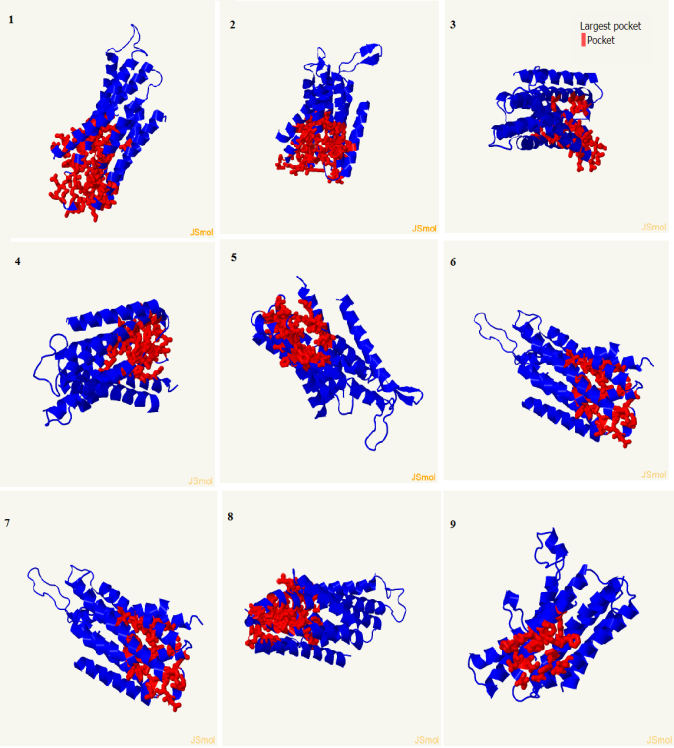 1
2
3
Largest pocket
Pocket
JSmol
JSmol
JSmol
4
5
6
JSmol
JSmol
JSmol
7
8
9
JSmol
JSmol
JSmol